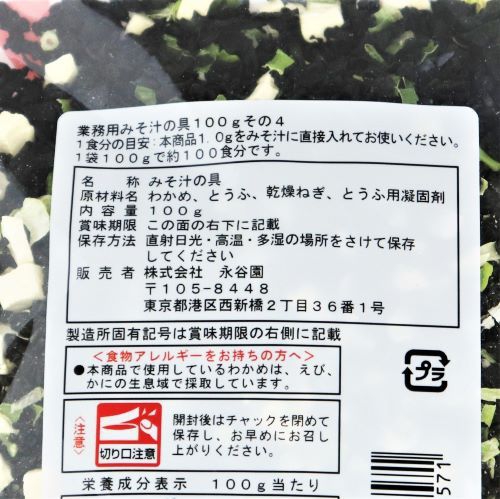 業務用みそ汁の具100gその4
1食分の目安:本商品1.0gをみそ汁に直接入れてお使いください。
1袋100gで約100食分です。
名 称 みそ汁の具
原材料名 わかめ、とうふ、乾燥ねぎ、とうふ用凝固剤
内容量 100g
賞味期限 この面の右下に記載
保存方法 直射日光・高温・多湿の場所をさけて保存
してください
販売者 株式会社 永谷園
〒105-8448
東京都港区西新橋2丁目36番1号
製造所固有記号は賞味期限の右側に記載
<食物アレルギーをお持ちの方へ>
●本商品で使用しているわかめは、えび、
かにの生息域で採取しています。
プラ
<注意>
切り口注意
開封後はチャックを閉めて
保存し、お早めにお召し
上がりください。
571
栄養成分表示 100g当たり